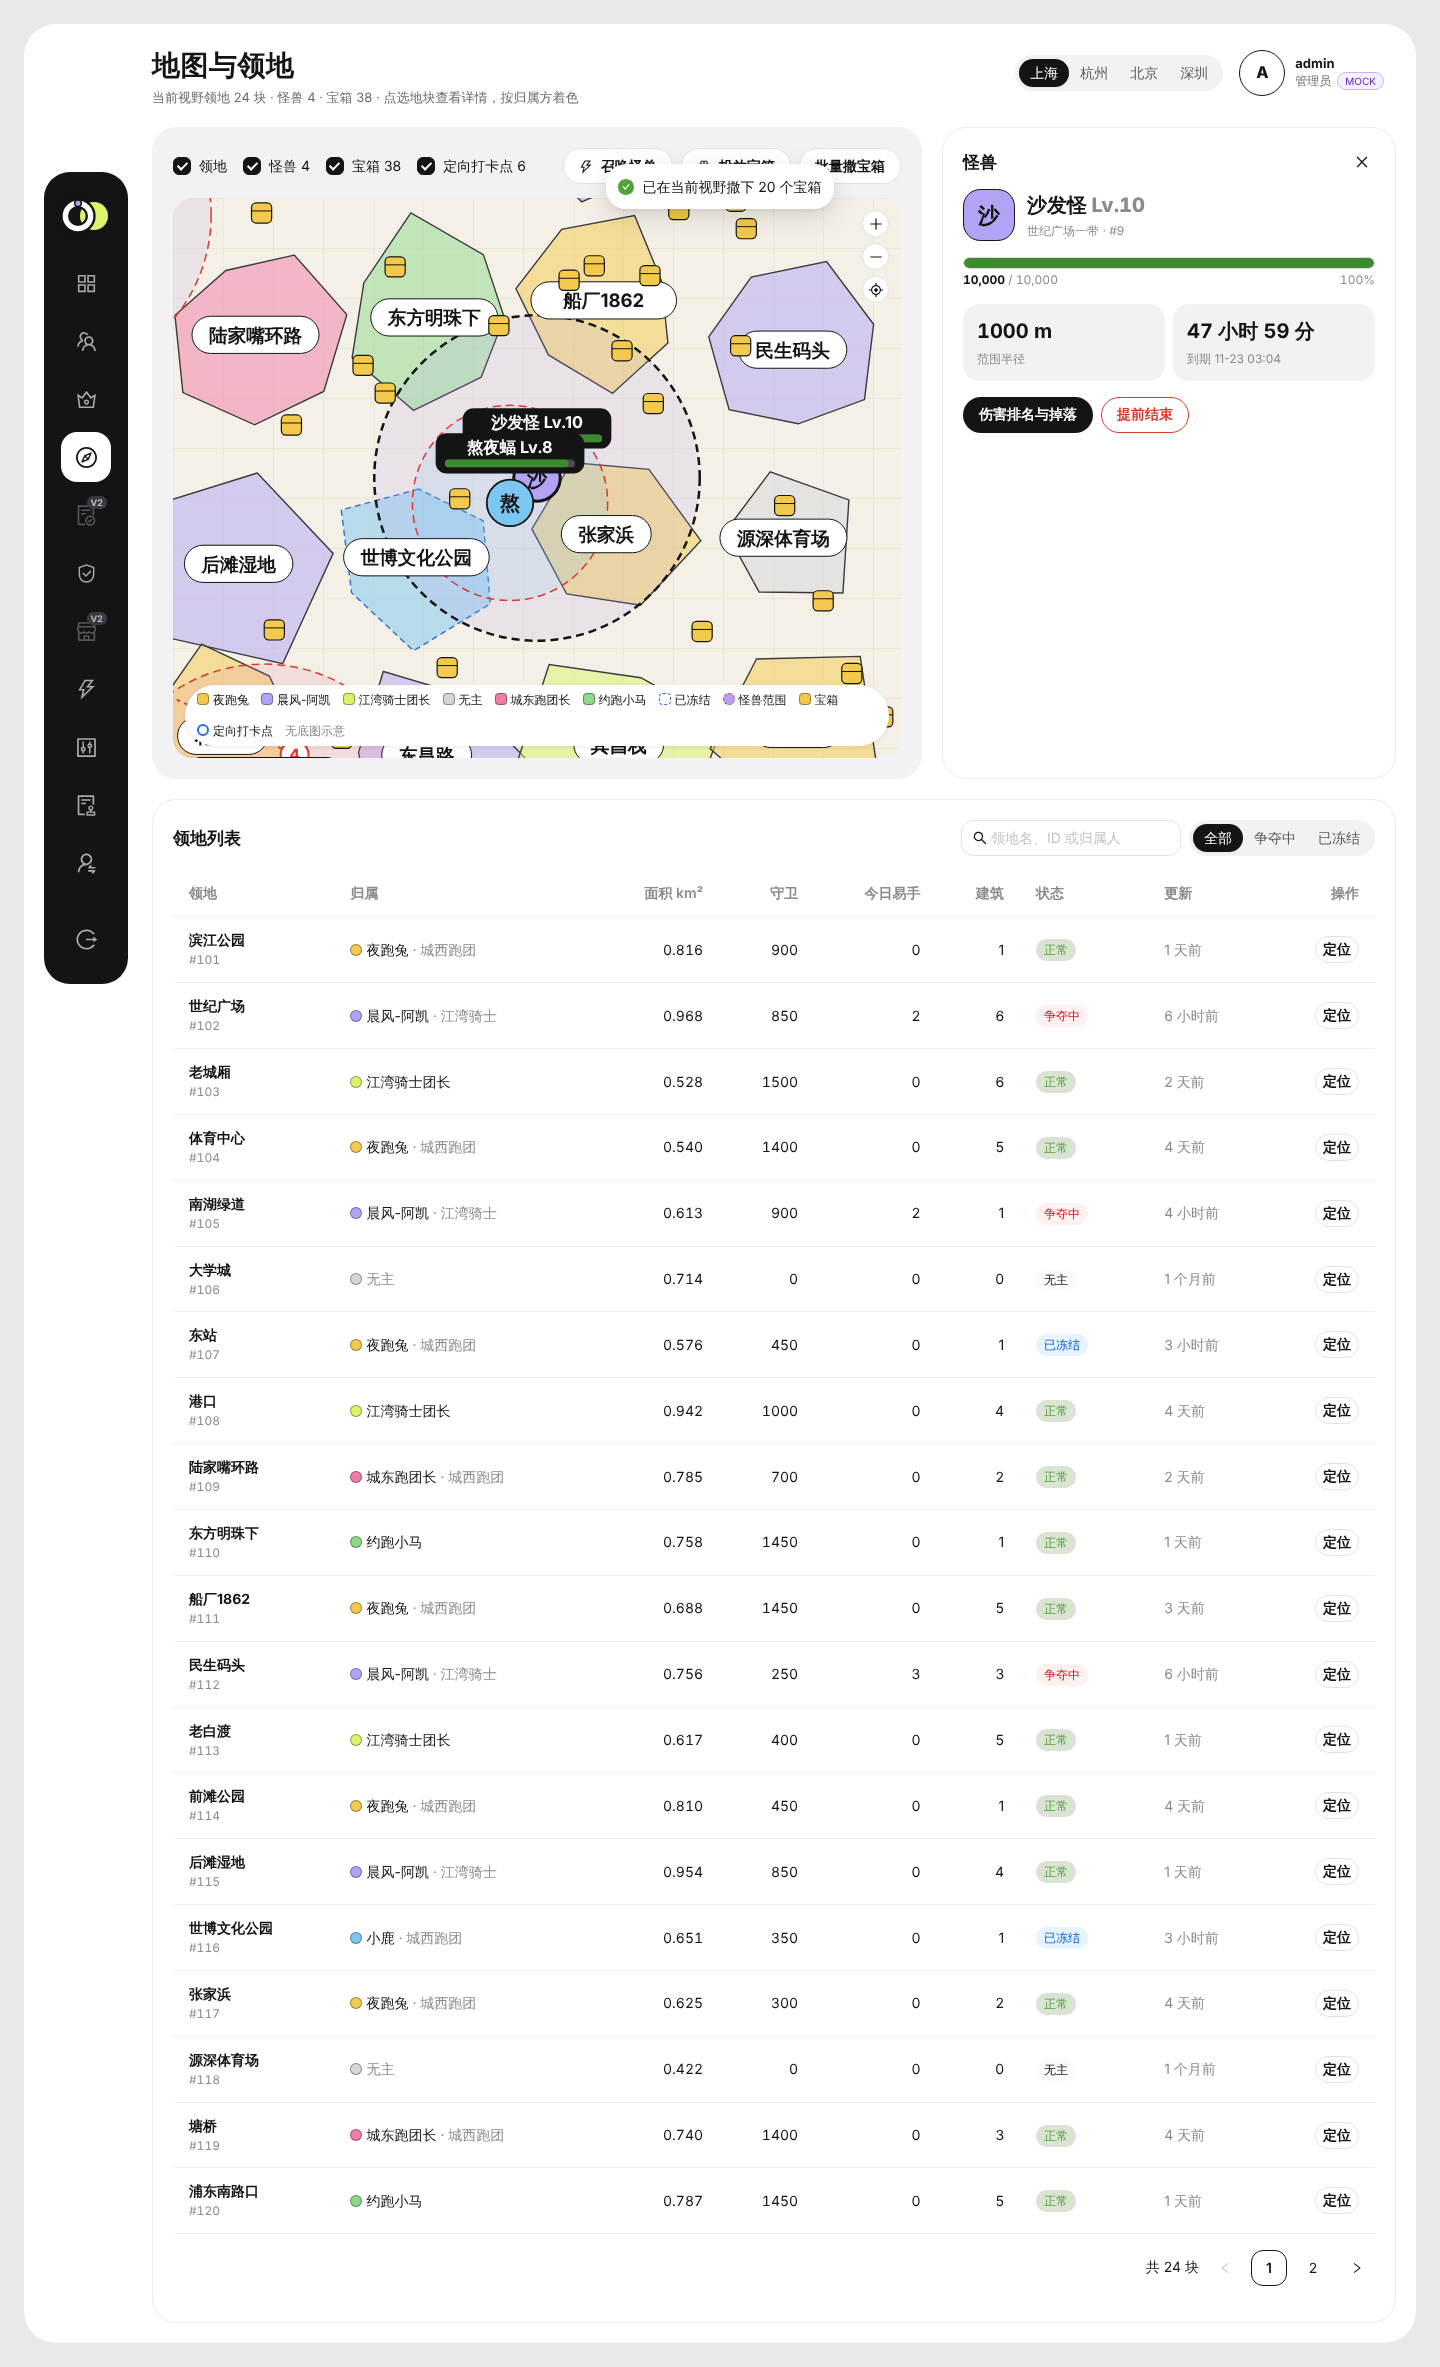 地图与领地
当前视野领地 24 块 · 怪兽 4 · 宝箱 38 · 点选地块查看详情，按归属方着色
上海 杭州 北京 深圳
A
admin
管理员 MOCK
V2
V2
领地 怪兽 4 宝箱 38 定向打卡点 6
批量撒宝箱
已在当前视野撒下 20 个宝箱
陆家嘴环路
东方明珠下
船厂1862
民生码头
沙发怪 Lv.10
熬夜蝠 Lv.8
沙
熬
后滩湿地
世博文化公园
张家浜
源深体育场
夜跑兔 晨风-阿凯 江湾骑士团长 无主 城东跑团长 约跑小马 已冻结 怪兽范围 宝箱
定向打卡点 无底图示意
4
东昌路
怪兽
沙
沙发怪 Lv.10
世纪广场一带 · #9
10,000 / 10,000 100%
1000 m
范围半径
47 小时 59 分
到期 11-23 03:04
伤害排名与掉落 提前结束
领地列表
领地名、ID 或归属人
全部 争夺中 已冻结
领地 归属 面积 km² 守卫 今日易手 建筑 状态 更新 操作
滨江公园
#101
夜跑兔 · 城西跑团 0.816 900 0 1 正常 1 天前 定位
世纪广场
#102
晨风-阿凯 · 江湾骑士 0.968 850 2 6 争夺中 6 小时前 定位
老城厢
#103
江湾骑士团长 0.528 1500 0 6 正常 2 天前 定位
体育中心
#104
夜跑兔 · 城西跑团 0.540 1400 0 5 正常 4 天前 定位
南湖绿道
#105
晨风-阿凯 · 江湾骑士 0.613 900 2 1 争夺中 4 小时前 定位
大学城
#106
无主 0.714 0 0 0 无主 1 个月前 定位
东站
#107
夜跑兔 · 城西跑团 0.576 450 0 1 已冻结 3 小时前 定位
港口
#108
江湾骑士团长 0.942 1000 0 4 正常 4 天前 定位
陆家嘴环路
#109
城东跑团长 · 城西跑团 0.785 700 0 2 正常 2 天前 定位
东方明珠下
#110
约跑小马 0.758 1450 0 1 正常 1 天前 定位
船厂1862
#111
夜跑兔 · 城西跑团 0.688 1450 0 5 正常 3 天前 定位
民生码头
#112
晨风-阿凯 · 江湾骑士 0.756 250 3 3 争夺中 6 小时前 定位
老白渡
#113
江湾骑士团长 0.617 400 0 5 正常 1 天前 定位
前滩公园
#114
夜跑兔 · 城西跑团 0.810 450 0 1 正常 4 天前 定位
后滩湿地
#115
晨风-阿凯 · 江湾骑士 0.954 850 0 4 正常 1 天前 定位
世博文化公园
#116
小鹿 · 城西跑团 0.651 350 0 1 已冻结 3 小时前 定位
张家浜
#117
夜跑兔 · 城西跑团 0.625 300 0 2 正常 4 天前 定位
源深体育场
#118
无主 0.422 0 0 0 无主 1 个月前 定位
塘桥
#119
城东跑团长 · 城西跑团 0.740 1400 0 3 正常 4 天前 定位
浦东南路口
#120
约跑小马 0.787 1450 0 5 正常 1 天前 定位
共 24 块 1 2